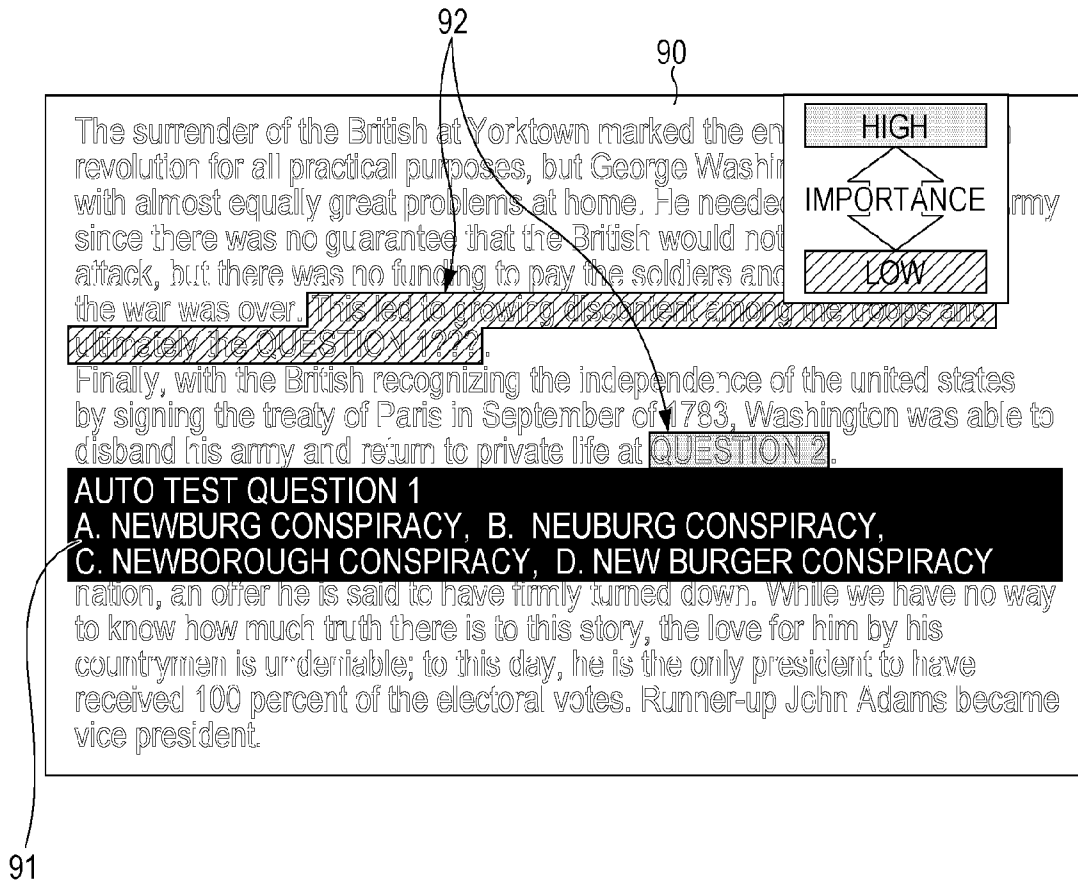 92
90
The surrender of the British at Yorktown marked the en
revolution for all practical purposes, but George Washin
with almost equally great problems at home. He needed rmy
since there was no guarantee that the British would not
attack, but there was no funding to pay the soldiers and
the war was over. This led to growing discontent among the troops and
ultimately the QUESTION 1???.
Finally, with the British recognizing the independence of the united states
by signing the treaty of Paris in September of 1783, Washington was able to
disband his army and return to private life at QUESTION 2.
HIGH
IMPORTANCE
LOW
AUTO TEST QUESTION 1
A. NEWBURG CONSPIRACY, B. NEUBURG CONSPIRACY,
C. NEWBOROUGH CONSPIRACY, D. NEW BURGER CONSPIRACY
nation, an offer he is said to have firmly turned down. While we have no way
to know how much truth there is to this story, the love for him by his
countrymen is undeniable; to this day, he is the only president to have
received 100 percent of the electoral votes. Runner-up John Adams became
vice president.
91